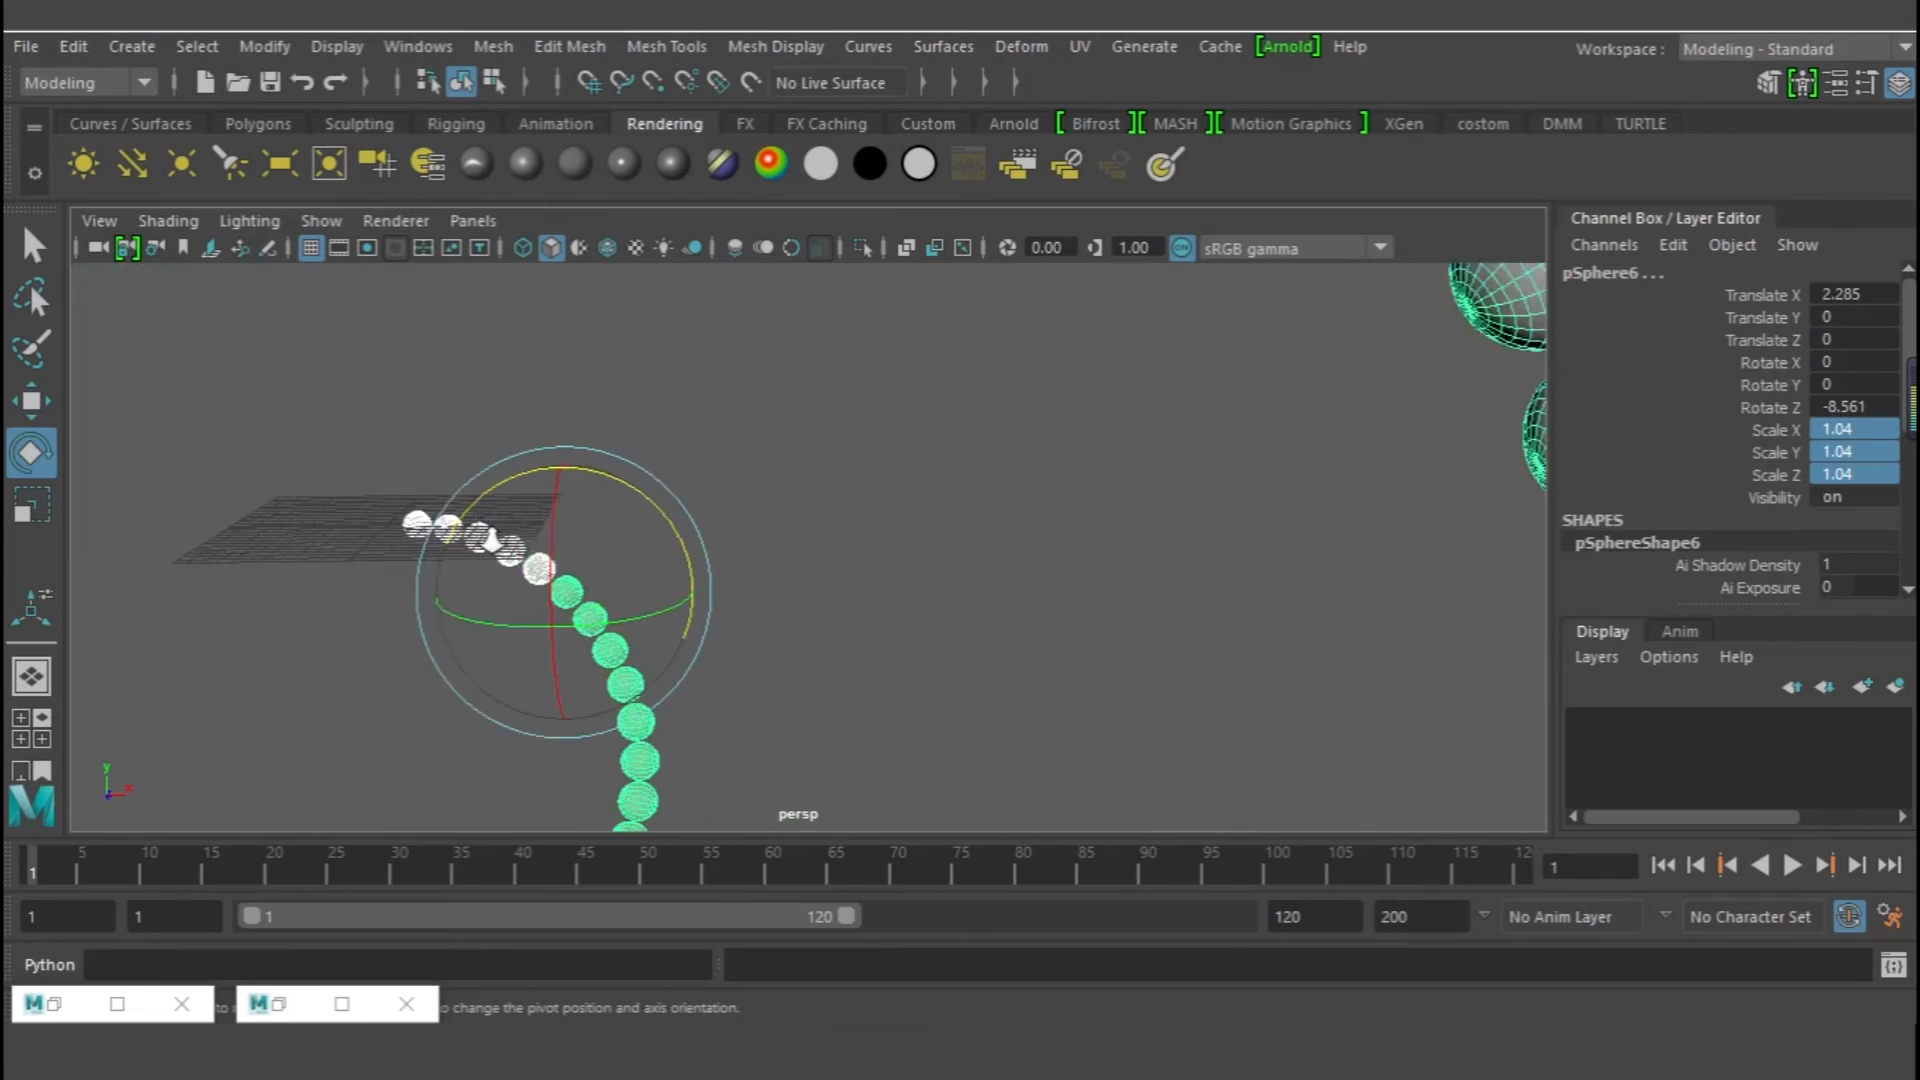 File Edit Create Select Modify Display Windows Mesh Edit Mesh Mesh Tools Mesh Display Curves Surfaces Deform UV Generate Cache [Arnold] Help Workspace : Modeling - Standard
Modeling No Live Surface
Curves / Surfaces Polygons Sculpting Rigging Animation Rendering FX FX Caching Custom Arnold [ Bifrost ][ MASH ][ Motion Graphics ] XGen costom DMM TURTLE
View Shading Lighting Show Renderer Panels
0.00 1.00 ON sRGB gamma
Channel Box / Layer Editor
Channels Edit Object Show
pSphere6 . . .
Translate X 2.285
Translate Y 0
Translate Z 0
Rotate X 0
Rotate Y 0
Rotate Z -8.561
Scale X 1.04
Scale Y 1.04
Scale Z 1.04
Visibility on
SHAPES
pSphereShape6
Ai Shadow Density 1
Ai Exposure 0
Display Anim
Layers Options Help
y
x
persp
M
5 10 15 20 25 30 35 40 45 50 55 60 65 70 75 80 85 90 95 100 105 110 115 12
1 1
1 1 1 120 120 200 No Anim Layer No Character Set
Python
M M o change the pivot position and axis orientation.